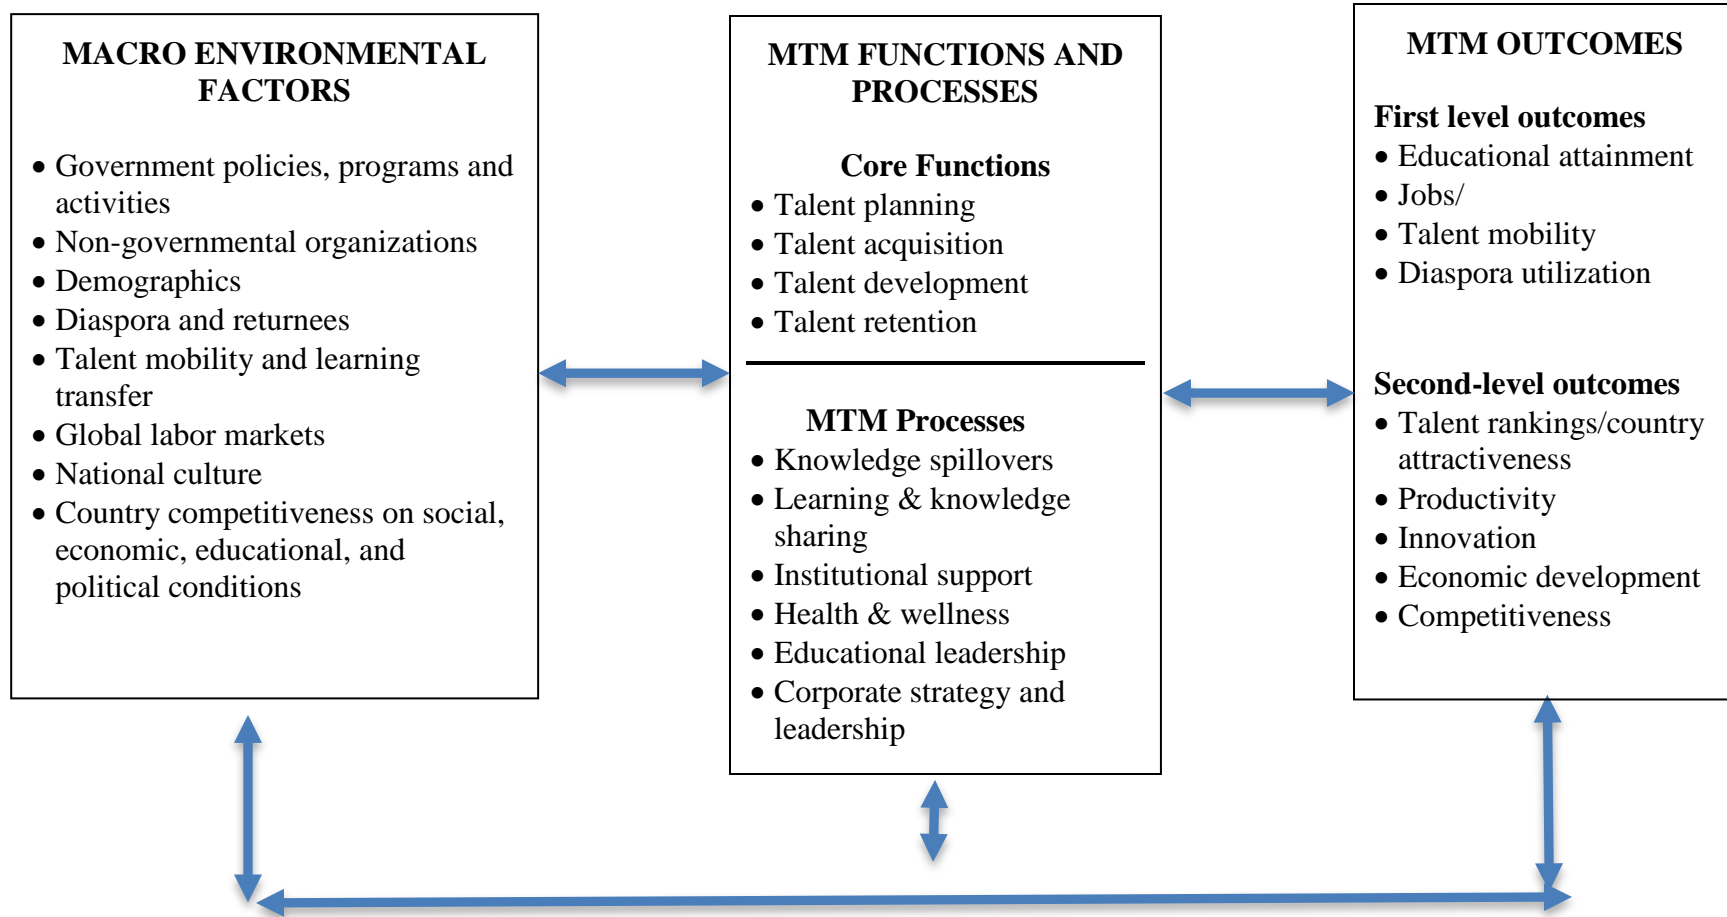 MACRO ENVIRONMENTAL
FACTORS
• Government policies, programs and
activities
• Non-governmental organizations
• Demographics
• Diaspora and returnees
• Talent mobility and learning
transfer
• Global labor markets
• National culture
• Country competitiveness on social,
economic, educational, and
political conditions
MTM FUNCTIONS AND
PROCESSES
Core Functions
• Talent planning
• Talent acquisition
• Talent development
• Talent retention
MTM Processes
• Knowledge spillovers
• Learning & knowledge
sharing
• Institutional support
• Health & wellness
• Educational leadership
• Corporate strategy and
leadership
MTM OUTCOMES
First level outcomes
• Educational attainment
• Jobs/
• Talent mobility
• Diaspora utilization
Second-level outcomes
• Talent rankings/country
attractiveness
• Productivity
• Innovation
• Economic development
• Competitiveness